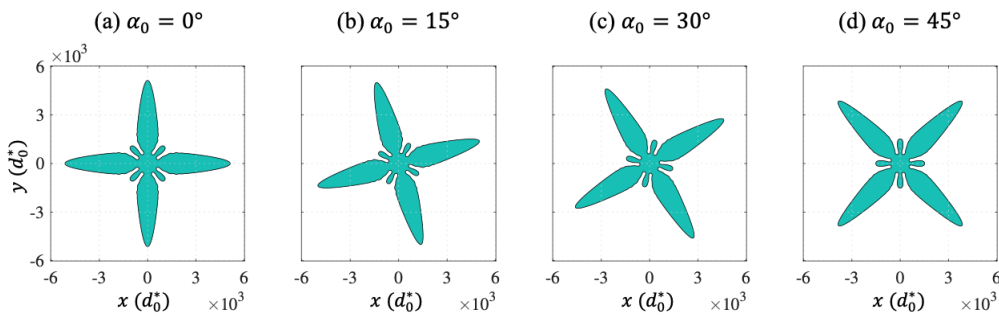 (a) α₀ = 0° (b) α₀ = 15° (c) α₀ = 30° (d) α₀ = 45°
×10³
6
3
0
-3
-6
y (d₀*)
-6 -3 0 3 6 -6 -3 0 3 6 -6 -3 0 3 6 -6 -3 0 3 6
x (d₀*) ×10³ x (d₀*) ×10³ x (d₀*) ×10³ x (d₀*) ×10³